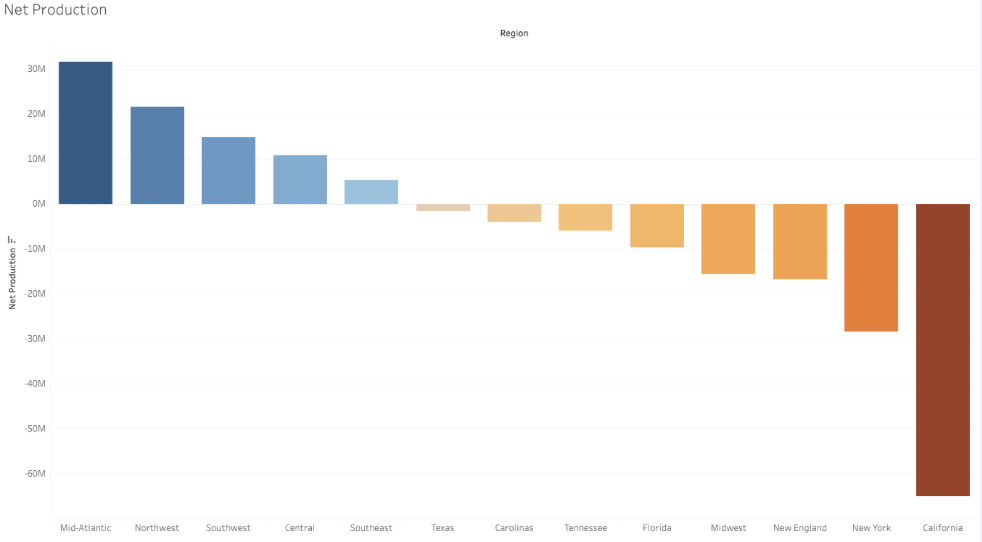 Net Production
Region
30M
20M
10M
0M
-10M
-20M
-30M
-40M
-50M
-60M
Net Production
Mid-Atlantic Northwest Southwest Central Southeast Texas Carolinas Tennessee Florida Midwest New England New York California